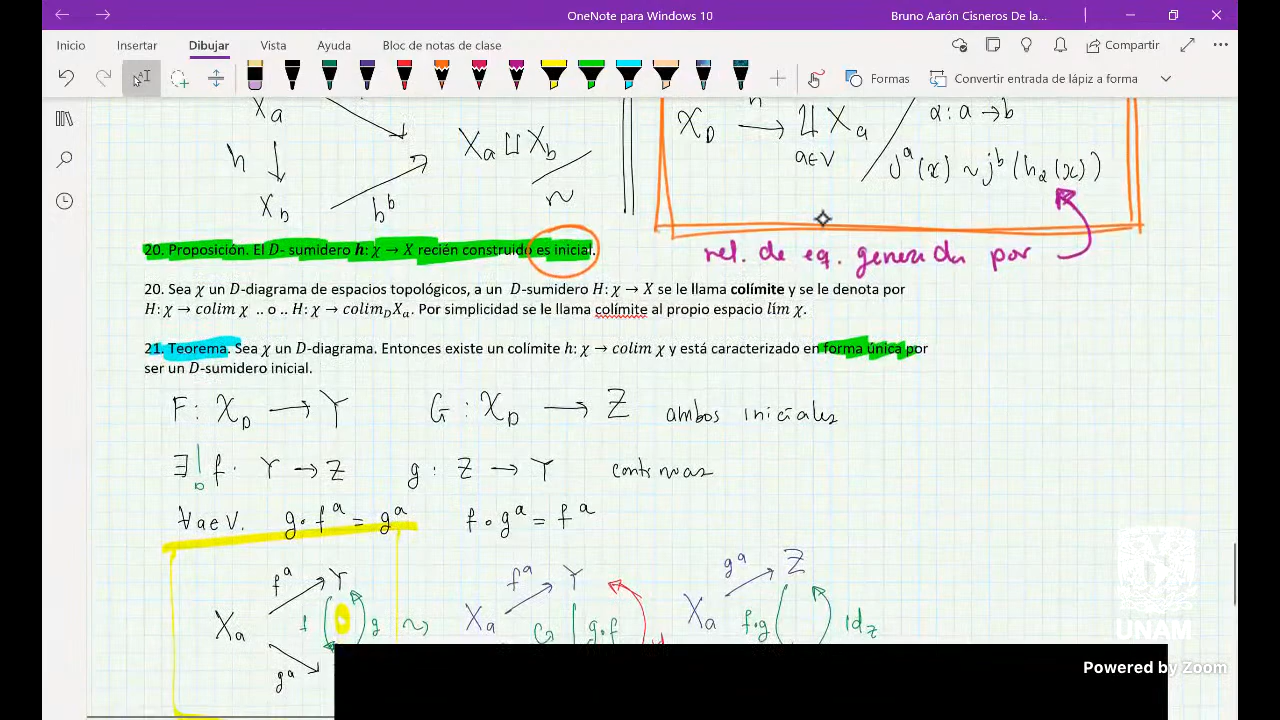 OneNote para Windows 10
Bruno Aarón Cisneros De la...
Inicio Insertar Dibujar Vista Ayuda Bloc de notas de clase
Compartir
Formas Convertir entrada de lápiz a forma
X_a
h
X_b
h^b
X_a ⨿ X_b
~
χ_D → ⨿ X_a
a∈V
α: a → b
j^a(x) ~ j^b(h_α(x))
rel. de eq. generada por
20. Proposición. El D- sumidero h: χ → X recién construido es inicial.
20. Sea χ un D-diagrama de espacios topológicos, a un D-sumidero H: χ → X se le llama colímite y se le denota por
H: χ → colim χ .. o .. H: χ → colim_D X_a. Por simplicidad se le llama colímite al propio espacio lím χ.
21. Teorema. Sea χ un D-diagrama. Entonces existe un colímite h: χ → colim χ y está caracterizado en forma única por
ser un D-sumidero inicial.
F: χ_D → Y G: χ_D → Z ambos iniciales
∃! f: Y → Z g: Z → Y continuas
∀a∈V. g∘f^a = g^a f∘g^a = f^a
f^a Y
X_a f g
g^a
~
f^a Y
X_a g∘f
g^a Z
X_a f∘g Id_Z
UNAM
Powered by Zoom